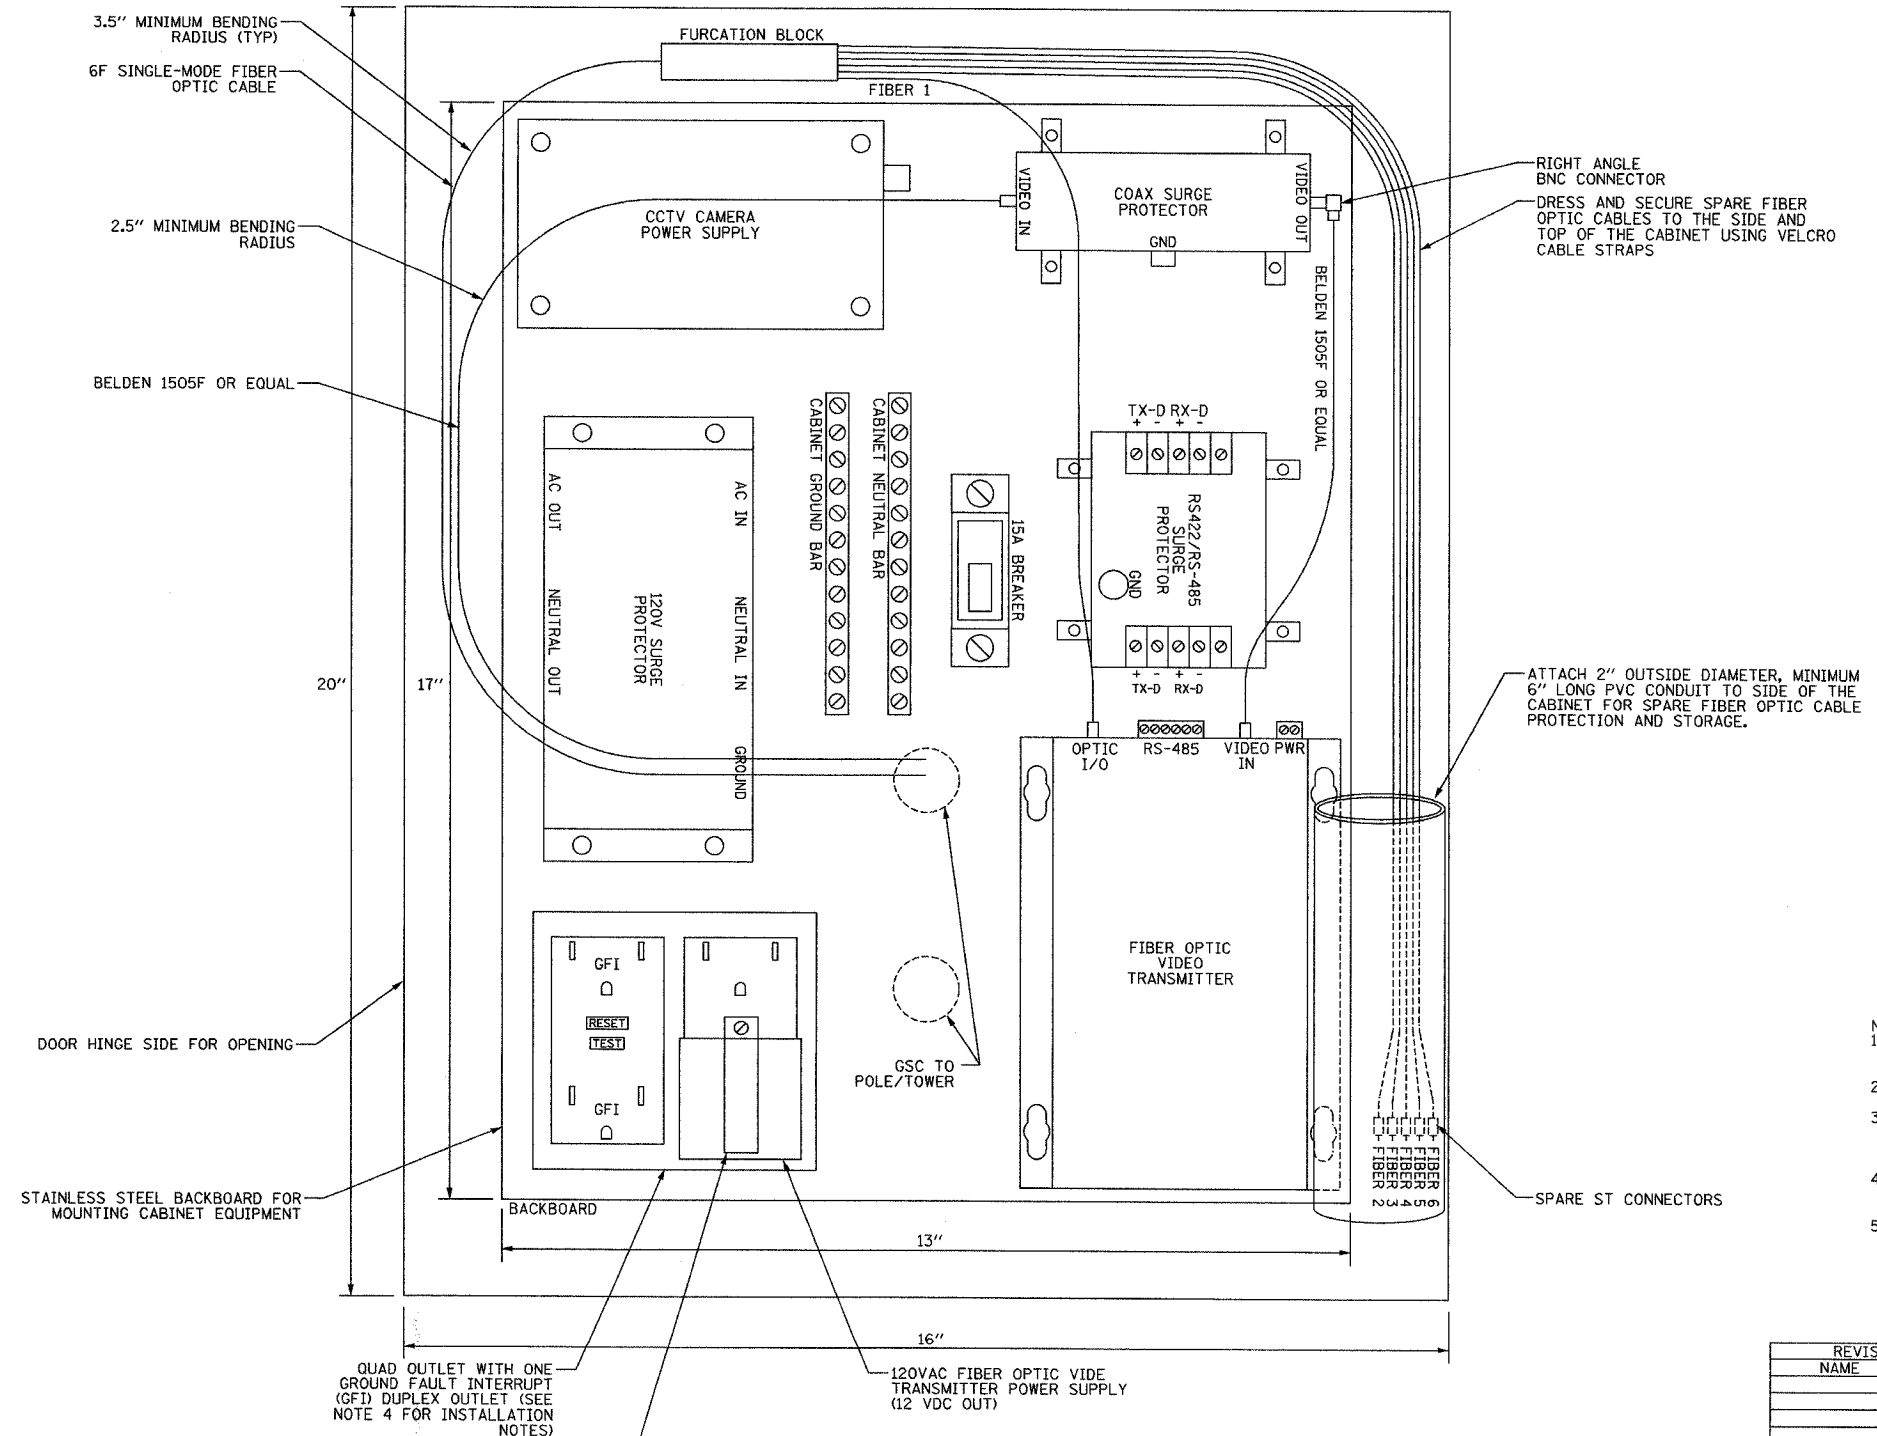 3.5" MINIMUM BENDING
RADIUS (TYP)
6F SINGLE-MODE FIBER
OPTIC CABLE
2.5" MINIMUM BENDING
RADIUS
BELDEN 1505F OR EQUAL
DOOR HINGE SIDE FOR OPENING
STAINLESS STEEL BACKBOARD FOR
MOUNTING CABINET EQUIPMENT
20"
17"
FURCATION BLOCK
FIBER 1
CCTV CAMERA
POWER SUPPLY
VIDEO IN
COAX SURGE
PROTECTOR
GND
VIDEO OUT
RIGHT ANGLE
BNC CONNECTOR
DRESS AND SECURE SPARE FIBER
OPTIC CABLES TO THE SIDE AND
TOP OF THE CABINET USING VELCRO
CABLE STRAPS
BELDEN 1505F OR EQUAL
AC OUT
NEUTRAL OUT
120V SURGE
PROTECTOR
AC IN
NEUTRAL IN
GROUND
CABINET GROUND BAR
CABINET NEUTRAL BAR
15A BREAKER
TX-D RX-D
+ - + -
RS422/RS-485
SURGE
PROTECTOR
GND
+ - + -
TX-D RX-D
OPTIC
I/O
RS-485
VIDEO
IN
PWR
ATTACH 2" OUTSIDE DIAMETER, MINIMUM
6" LONG PVC CONDUIT TO SIDE OF THE
CABINET FOR SPARE FIBER OPTIC CABLE
PROTECTION AND STORAGE.
FIBER OPTIC
VIDEO
TRANSMITTER
GFI
RESET
TEST
GFI
GSC TO
POLE/TOWER
FIBER 2
FIBER 3
FIBER 4
FIBER 5
FIBER 6
SPARE ST CONNECTORS
BACKBOARD
13"
16"
QUAD OUTLET WITH ONE
GROUND FAULT INTERRUPT
(GFI) DUPLEX OUTLET (SEE
NOTE 4 FOR INSTALLATION
NOTES)
120VAC FIBER OPTIC VIDE
TRANSMITTER POWER SUPPLY
(12 VDC OUT)
N
1
2
3
4
5
REVIS
NAME